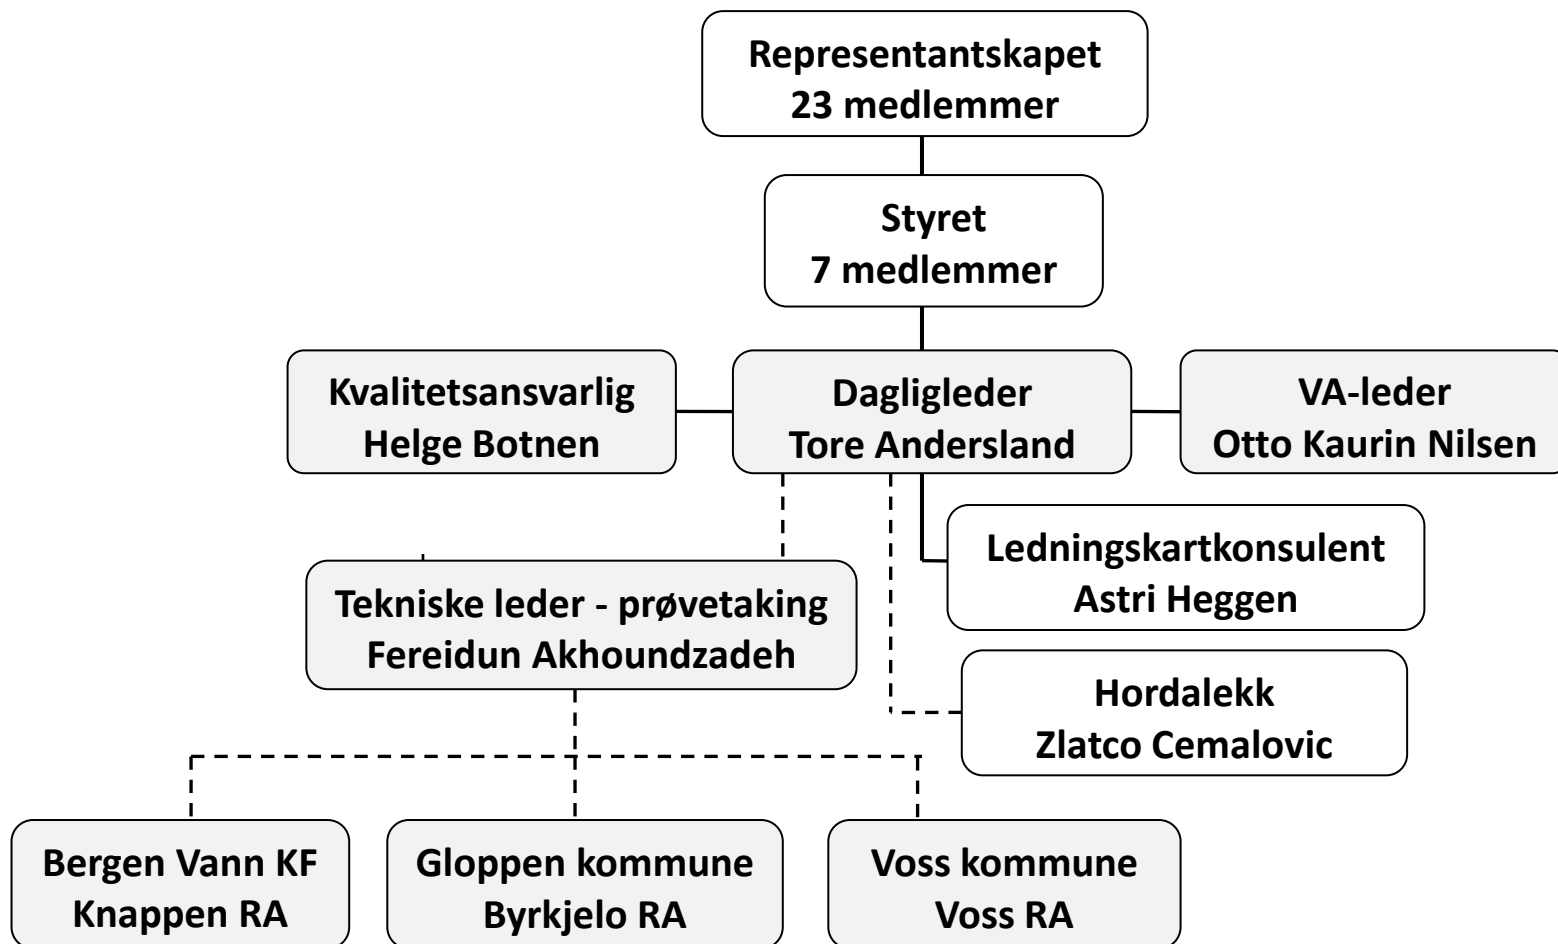 Representantskapet
23 medlemmer
Styret
7 medlemmer
Kvalitetsansvarlig
Helge Botnen
Dagligleder
Tore Andersland
VA-leder
Otto Kaurin Nilsen
Ledningskartkonsulent
Astri Heggen
Tekniske leder - prøvetaking
Fereidun Akhoundzadeh
Hordalekk
Zlatco Cemalovic
Bergen Vann KF
Knappen RA
Gloppen kommune
Byrkjelo RA
Voss kommune
Voss RA